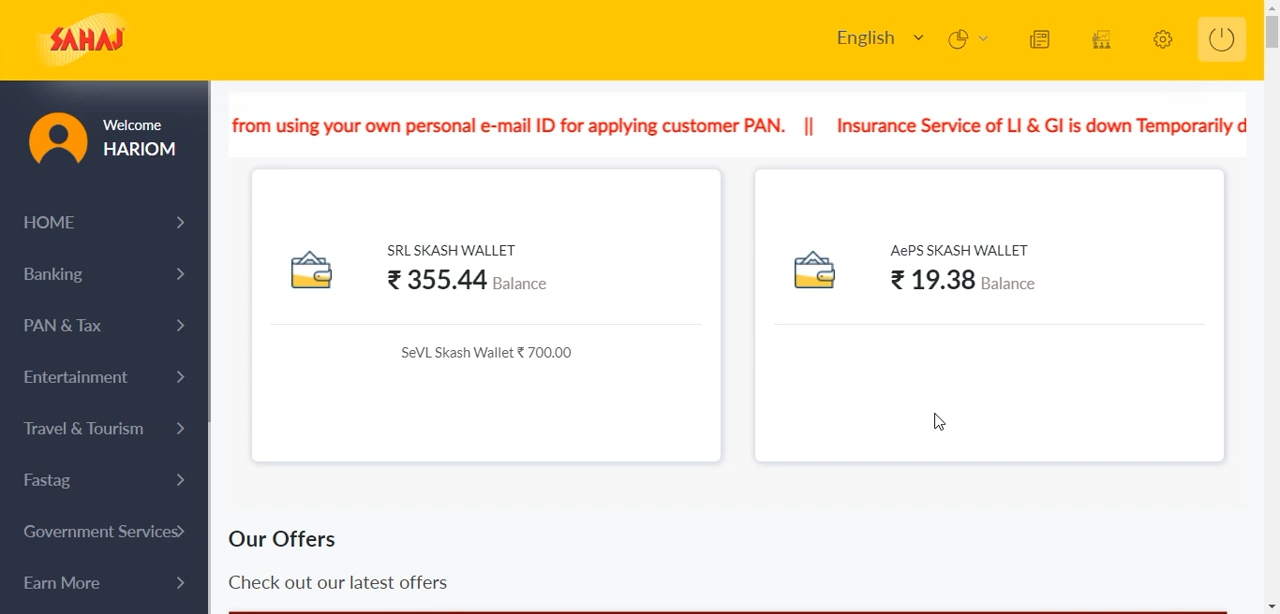 SAHAJ
English
Welcome
HARIOM
HOME
Banking
PAN & Tax
Entertainment
Travel & Tourism
Fastag
Government Services
Earn More
from using your own personal e-mail ID for applying customer PAN. || Insurance Service of LI & GI is down Temporarily d
SRL SKASH WALLET
₹ 355.44 Balance
SeVL Skash Wallet ₹ 700.00
AePS SKASH WALLET
₹ 19.38 Balance
Our Offers
Check out our latest offers